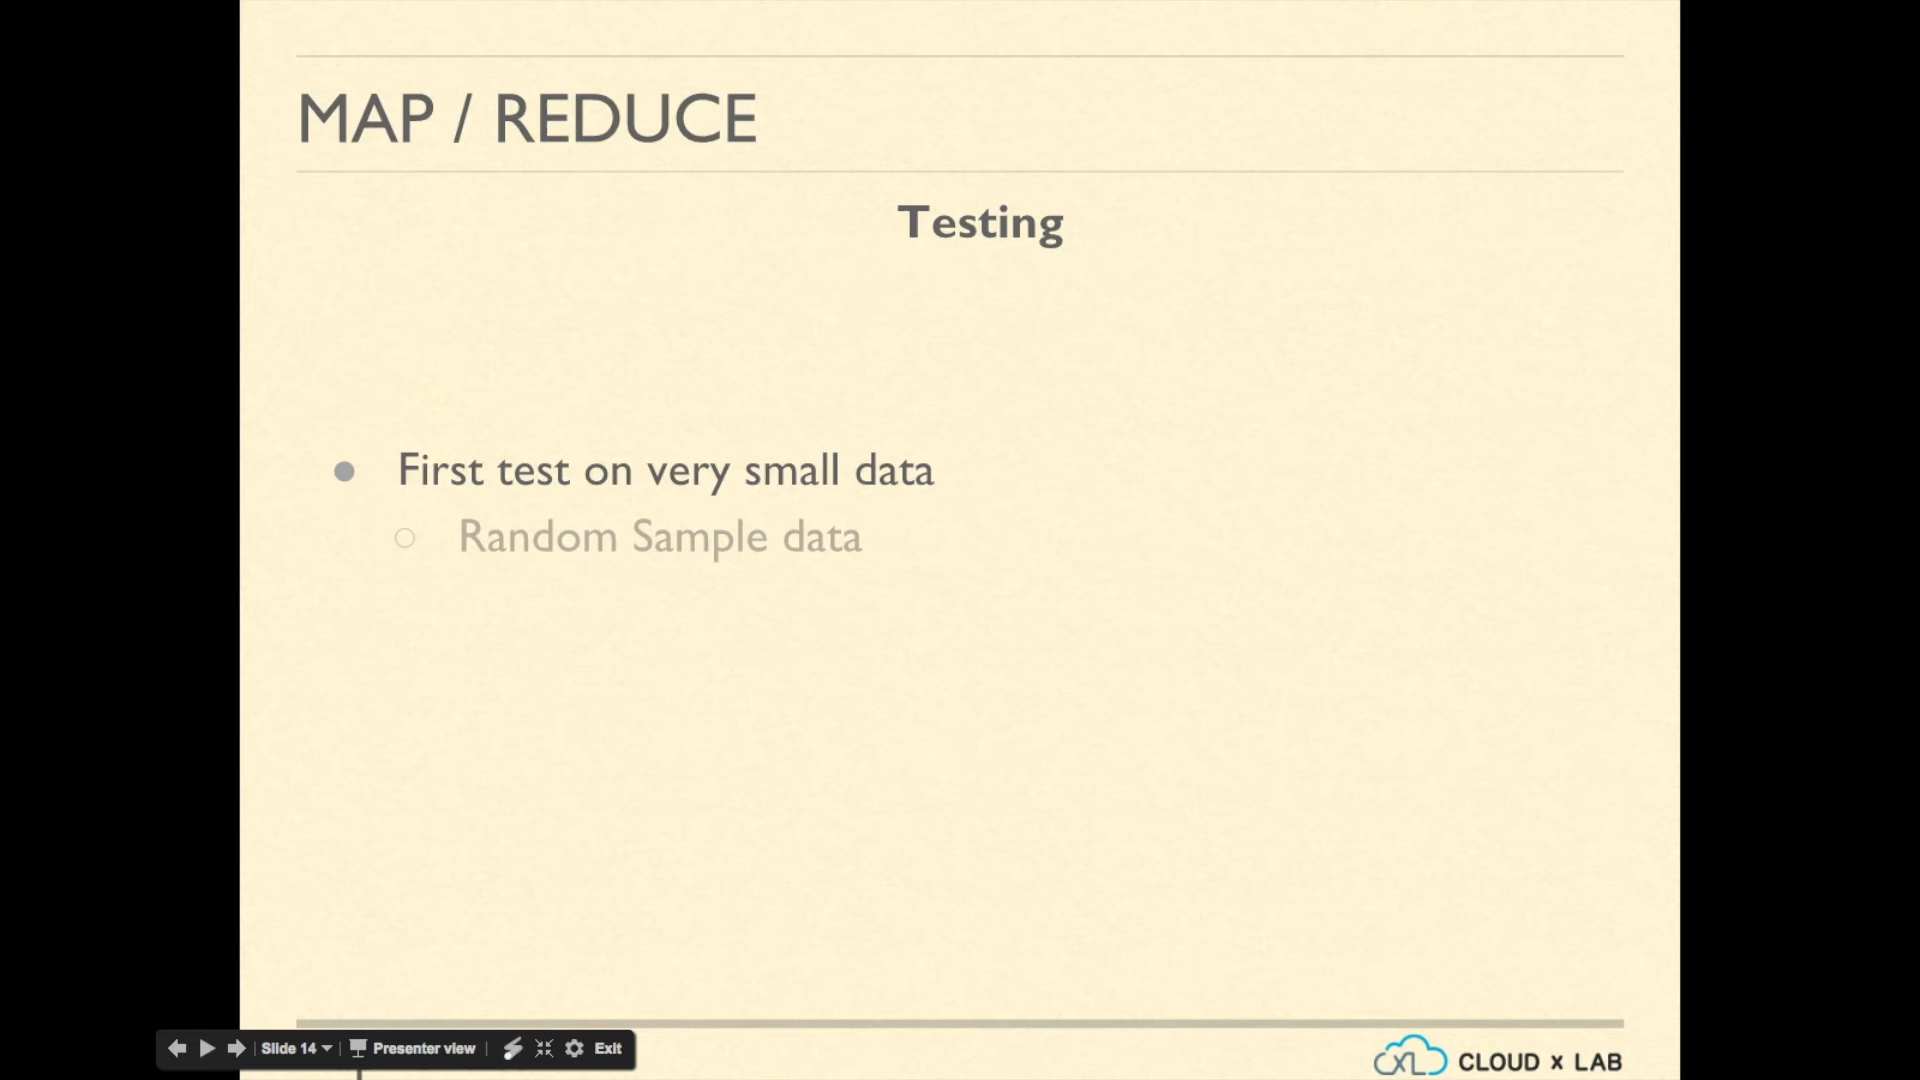 MAP / REDUCE
Testing
First test on very small data
Random Sample data
Slide 14
Presenter view
Exit
CXL CLOUD x LAB